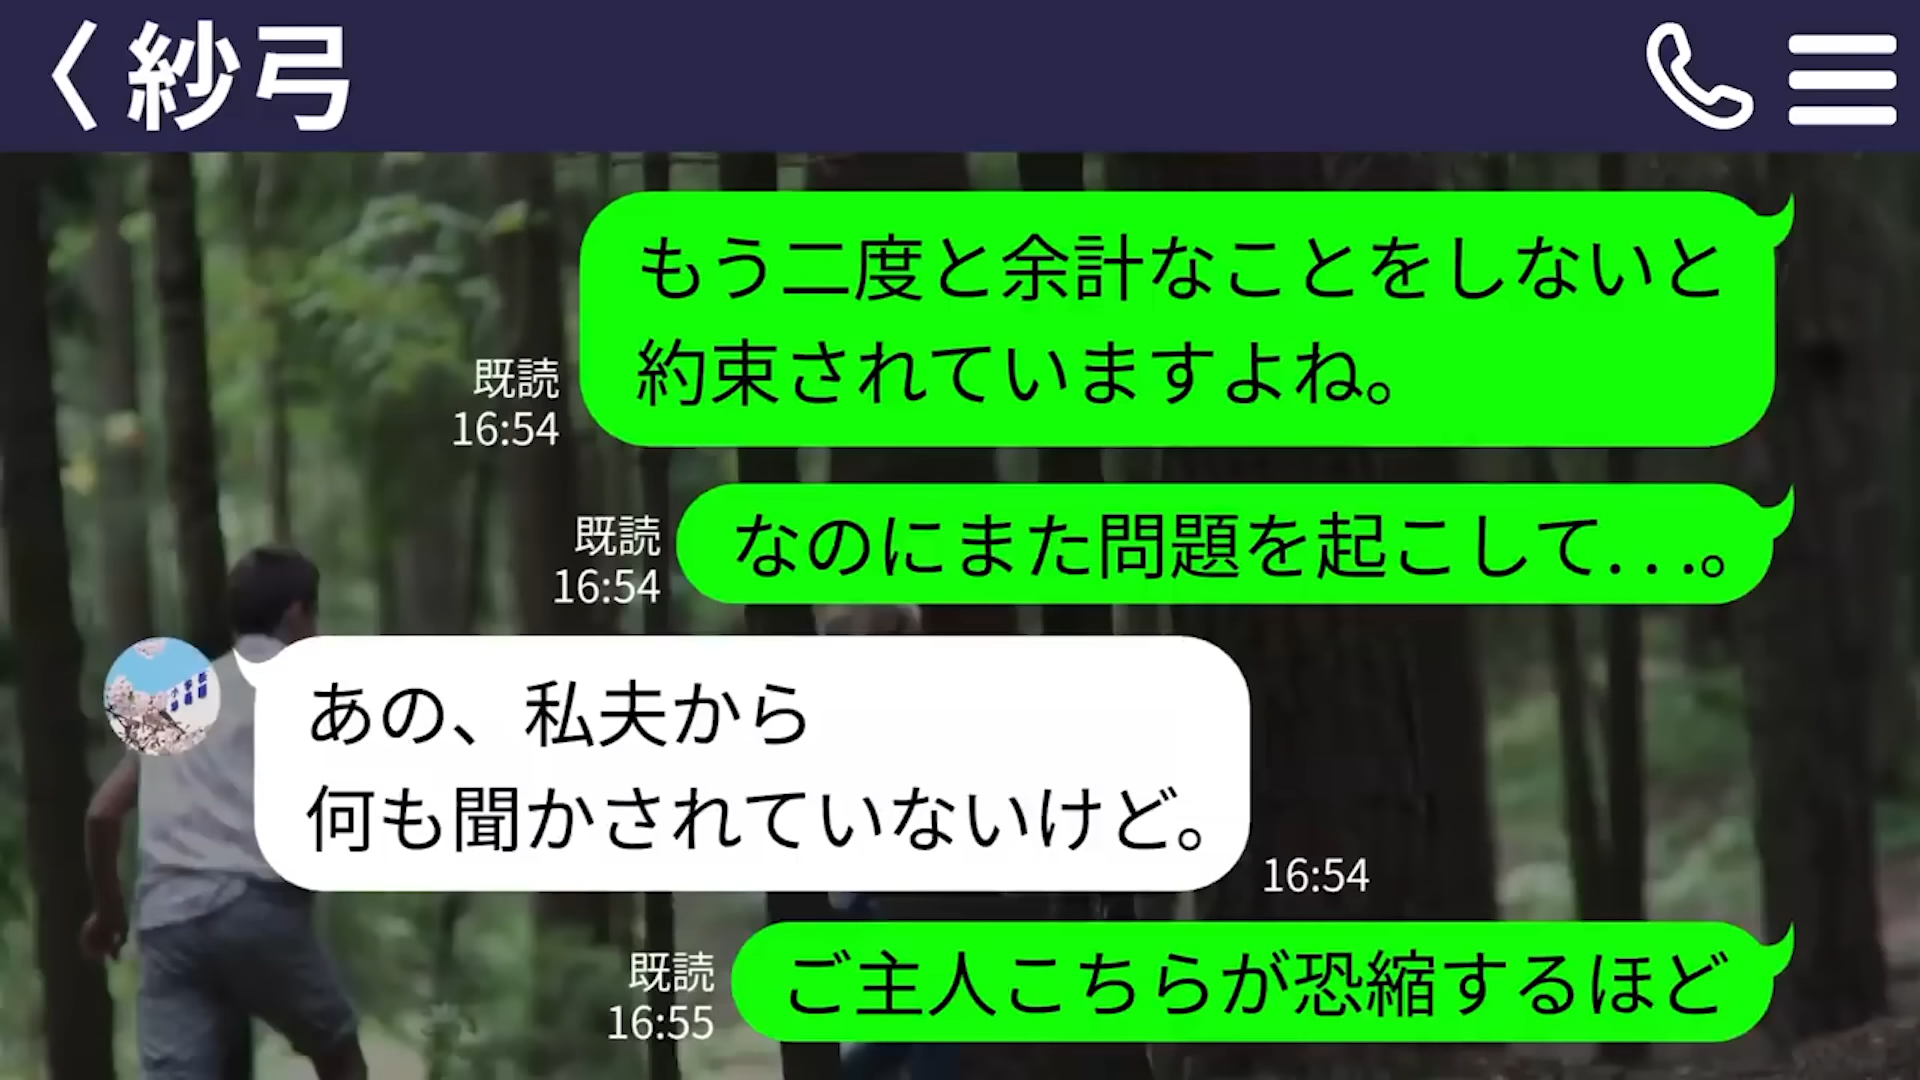 紗弓
もう二度と余計なことをしないと
約束されていますよね。
既読
16:54
なのにまた問題を起こして...。
既読
16:54
あの、私夫から
何も聞かされていないけど。
16:54
ご主人こちらが恐縮するほど
既読
16:55